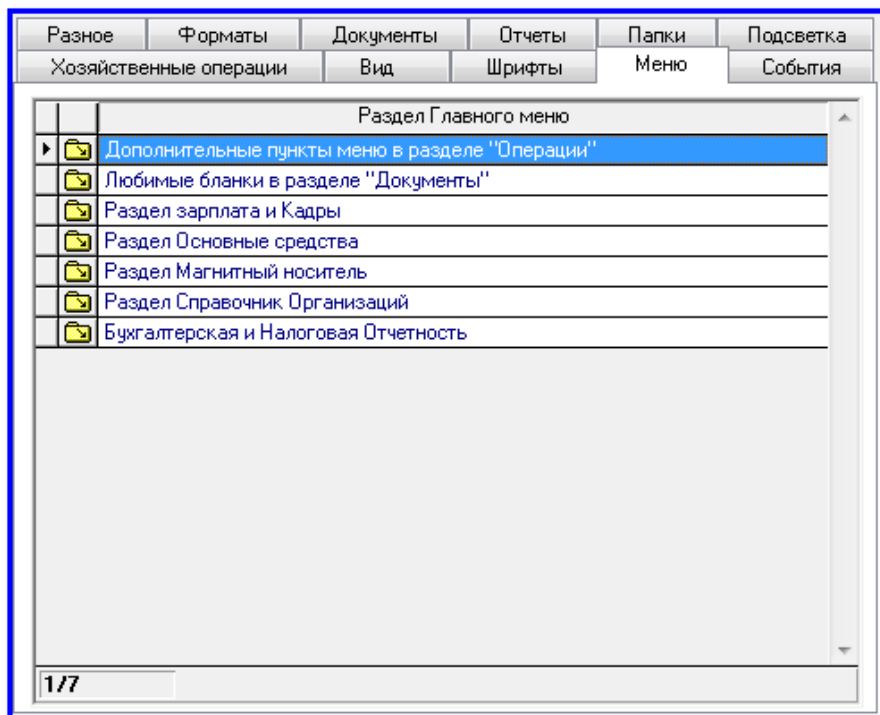 Разное Форматы Документы Отчеты Папки Подсветка
Хозяйственные операции Вид Шрифты Меню События
Раздел Главного меню
Дополнительные пункты меню в разделе "Операции"
Любимые бланки в разделе "Документы"
Раздел зарплата и Кадры
Раздел Основные средства
Раздел Магнитный носитель
Раздел Справочник Организаций
Бухгалтерская и Налоговая Отчетность
1/7